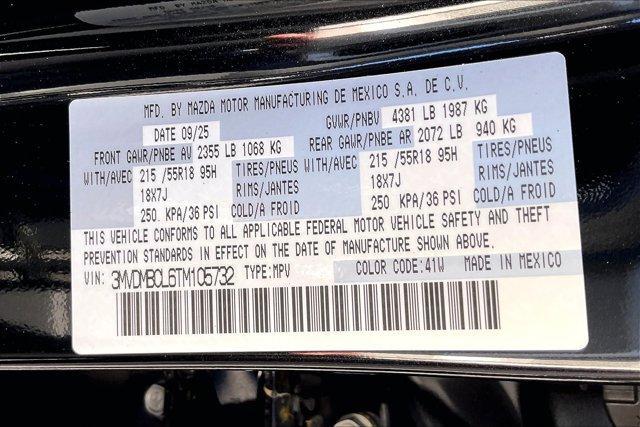 MFD. BY MAZDA MOTOR MANUFACTURING DE MEXICO S.A. DE C.V.
DATE 09/25 GVWR/PNBV 4381 LB 1987 KG
FRONT GAWR/PNBE AV 2355 LB 1068 KG REAR GAWR/PNBE AR 2072 LB 940 KG
WITH/AVEC 215 /55R18 95H TIRES/PNEUS WITH/AVEC 215 /55R18 95H TIRES/PNEUS
18X7J RIMS/JANTES 18X7J RIMS/JANTES
250 KPA/36 PSI COLD/A FROID 250 KPA/36 PSI COLD/A FROID
THIS VEHICLE CONFORMS TO ALL APPLICABLE FEDERAL MOTOR VEHICLE SAFETY AND THEFT
PREVENTION STANDARDS IN EFFECT ON THE DATE OF MANUFACTURE SHOWN ABOVE.
VIN: 3MVDMBCL6TM105732 TYPE:MPV COLOR CODE:41W MADE IN MEXICO